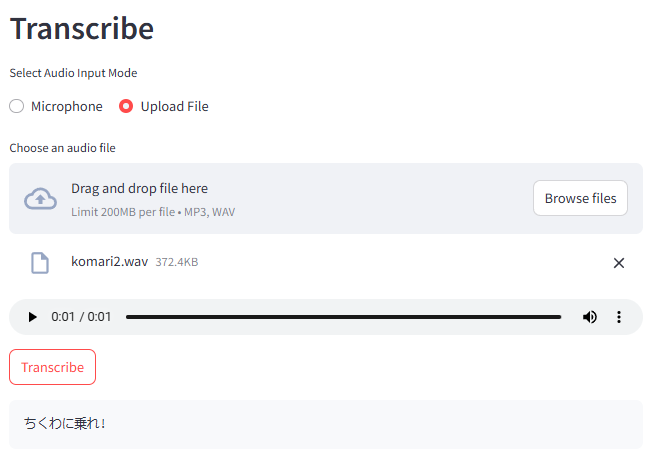 Transcribe
Select Audio Input Mode
Microphone
Upload File
Choose an audio file
Drag and drop file here
Limit 200MB per file • MP3, WAV
Browse files
komari2.wav 372.4KB
0:01 / 0:01
Transcribe
ちくわに乗れ!